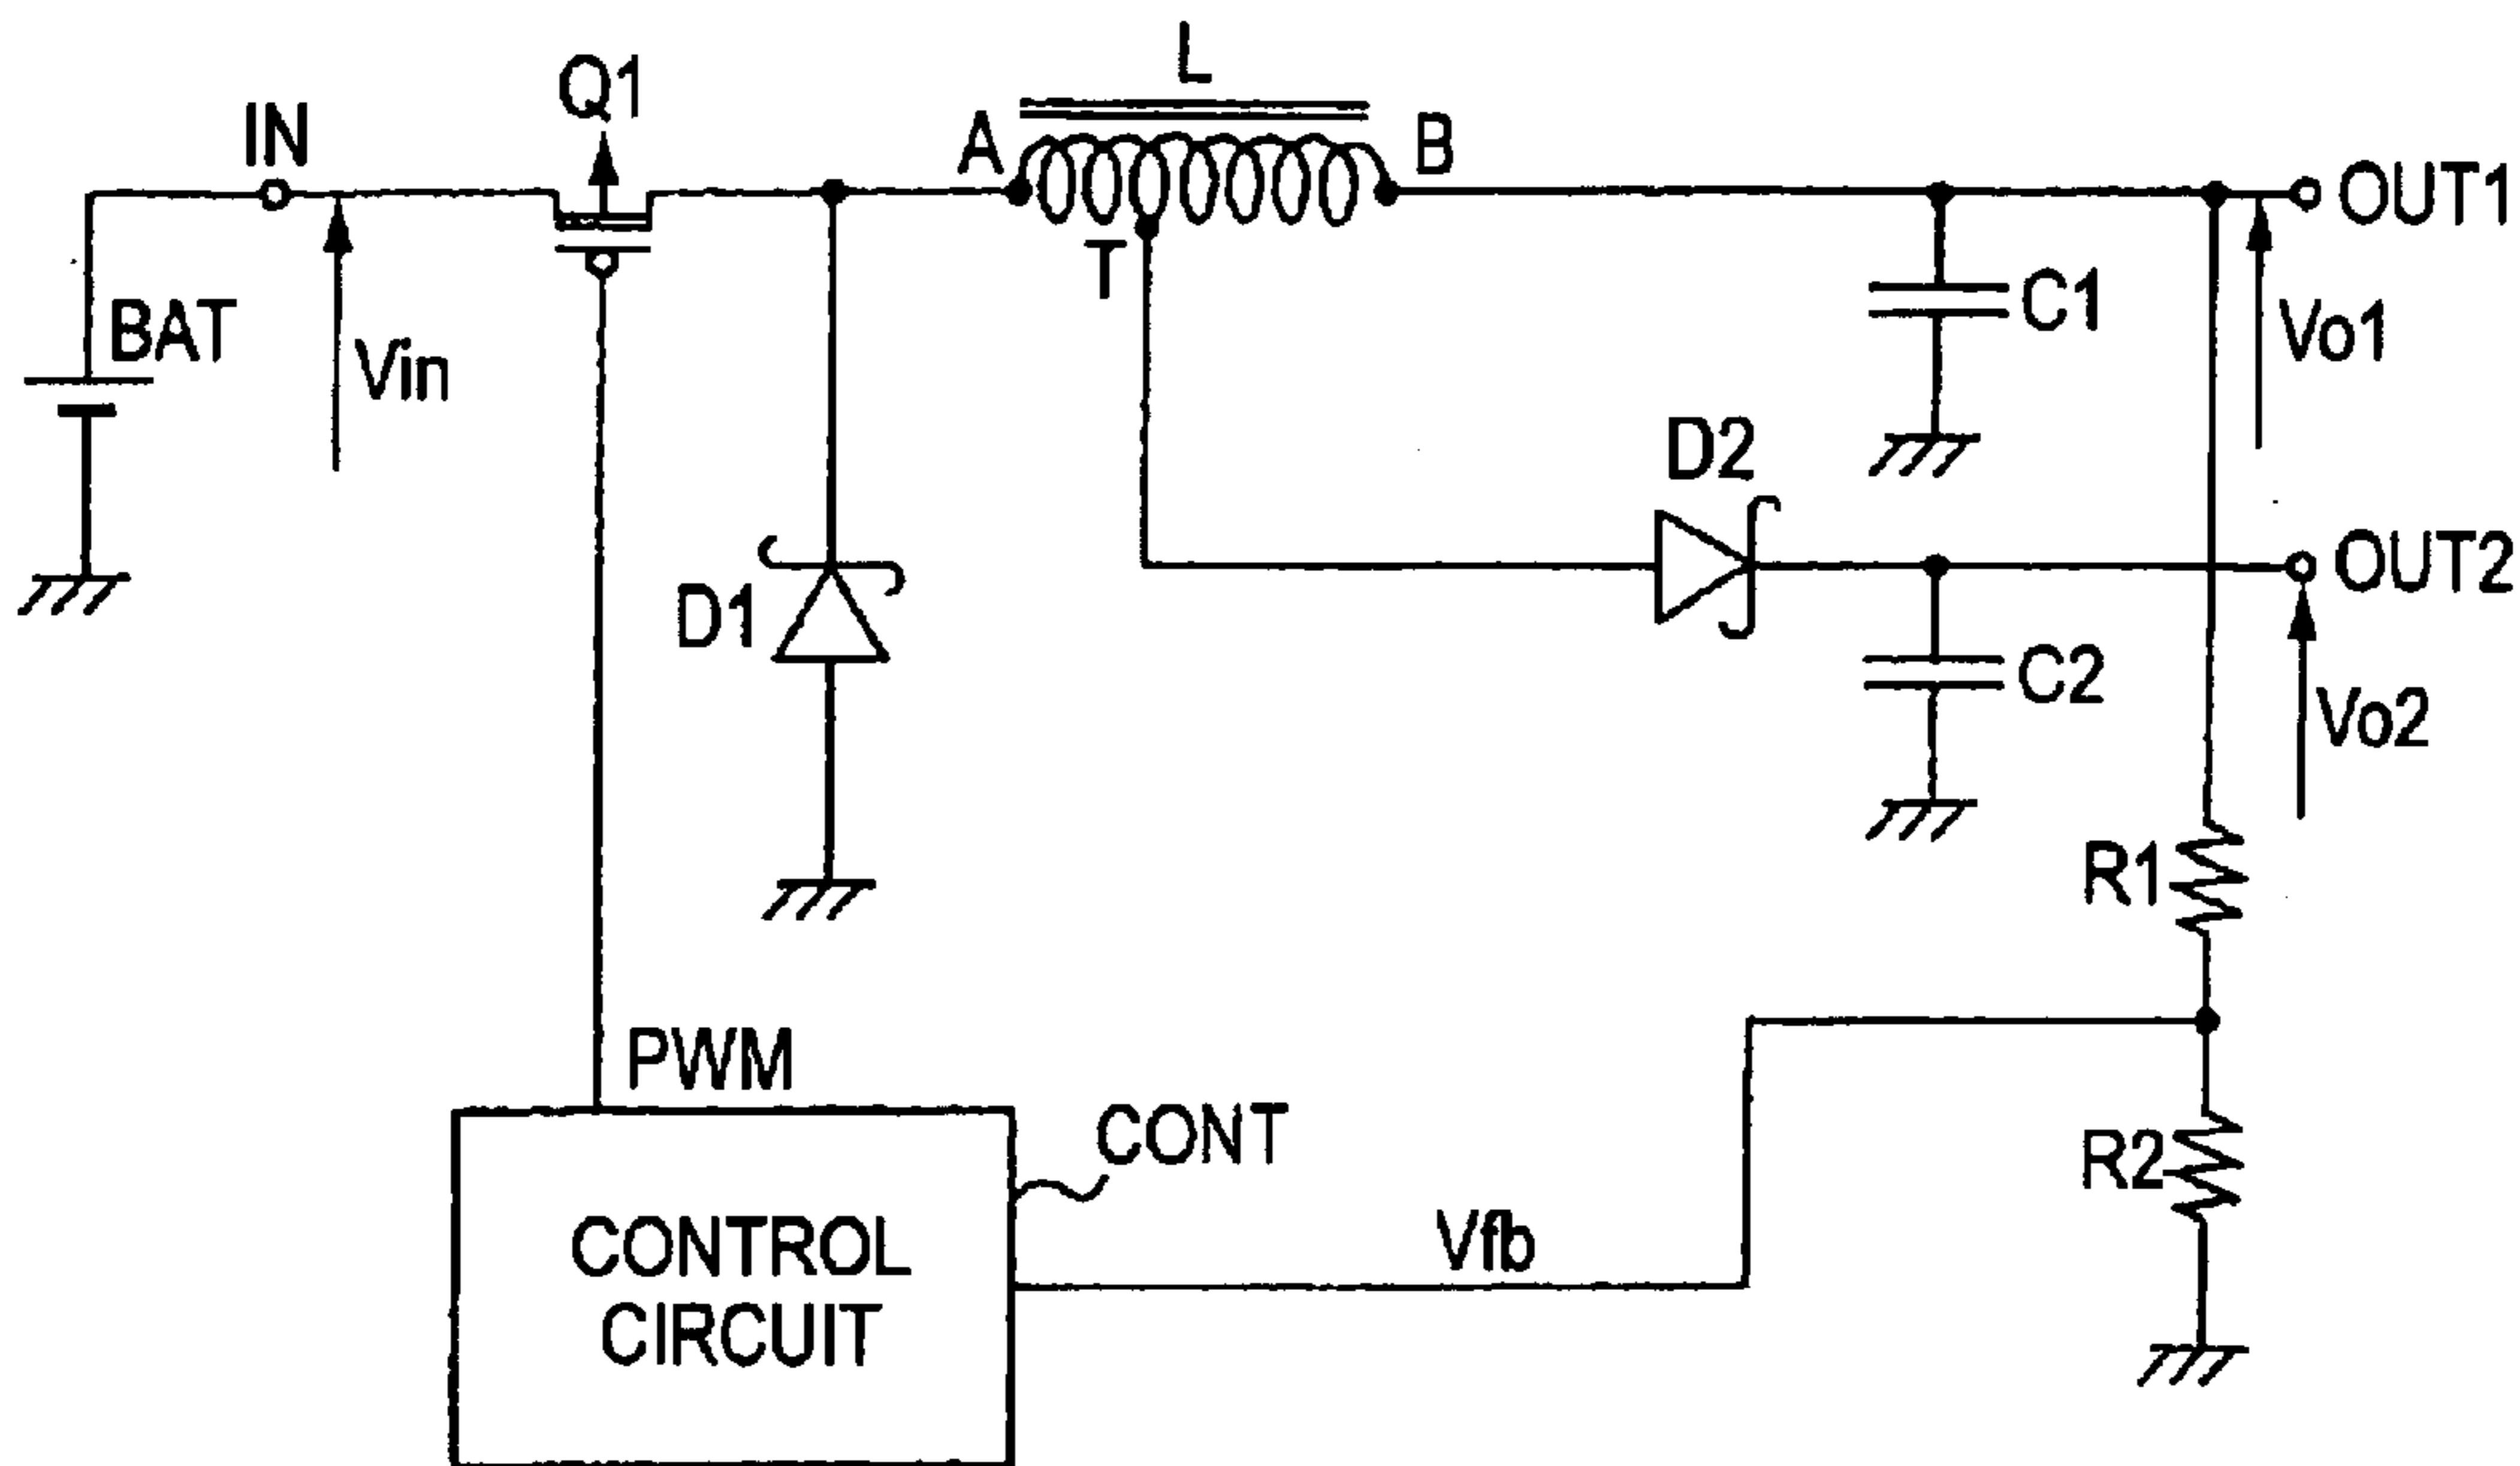 L
Q1
IN
A
B
OUT1
T
C1
BAT
Vin
Vo1
D2
OUT2
D1
C2
Vo2
R1
PWM
CONT
R2
Vfb
CONTROL
CIRCUIT